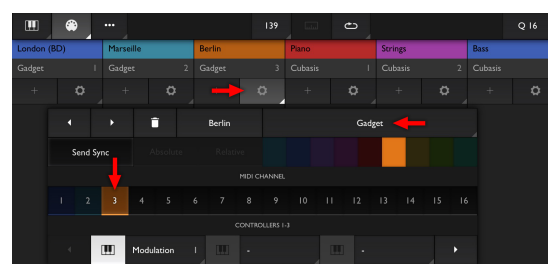 139 Q 16
London (BD) Marseille Berlin Piano Strings Bass
Gadget 1 Gadget 2 Gadget 3 Cubasis 1 Cubasis 2 Cubasis
+ + + + +
Berlin Gadget
Send Sync Absolute Relative
MIDI CHANNEL
1 2 3 4 5 6 7 8 9 10 11 12 13 14 15 16
CONTROLLERS 1-3
Modulation 1 - -